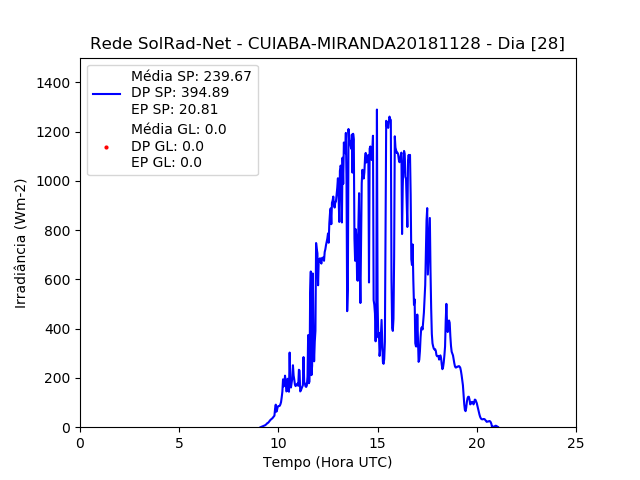 Rede SolRad-Net - CUIABA-MIRANDA20181128 - Dia [28]
Média SP: 239.67
DP SP: 394.89
EP SP: 20.81
Média GL: 0.0
DP GL: 0.0
EP GL: 0.0
1400
1200
1000
800
600
400
200
0
Irradiância (Wm-2)
0 5 10 15 20 25
Tempo (Hora UTC)